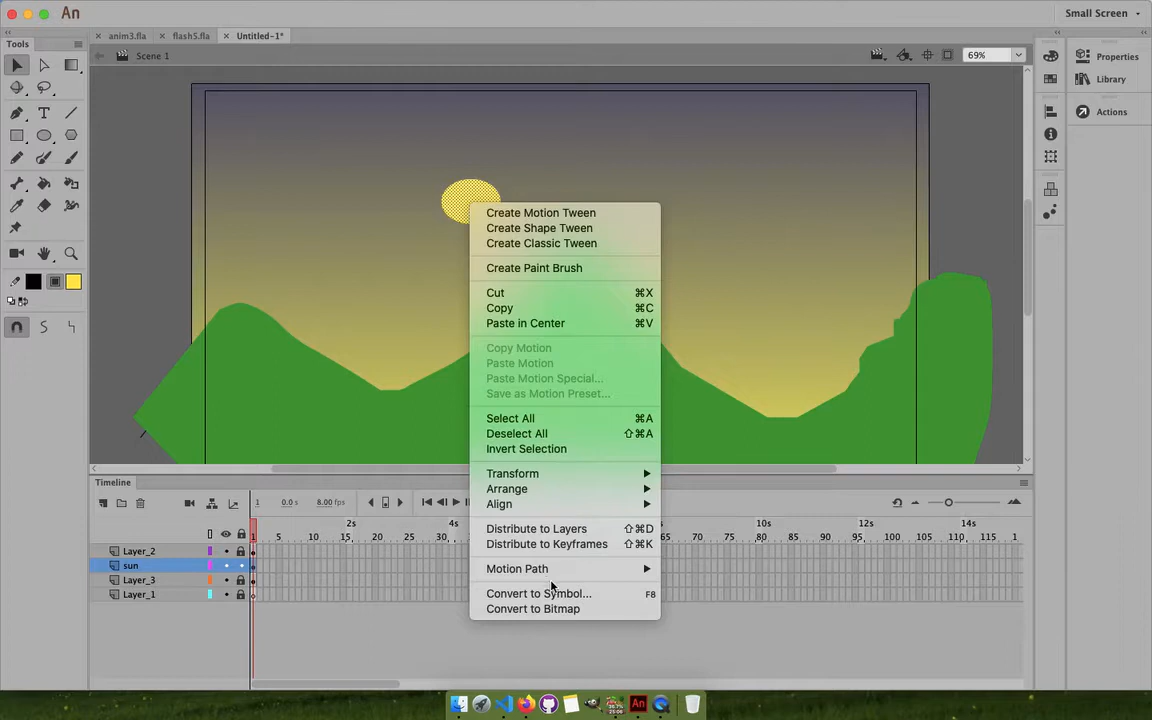 An
Small Screen
Tools
anim3.fla
flash5.fla
Untitled-1*
Scene 1
69%
Properties
Library
Actions
Create Motion Tween
Create Shape Tween
Create Classic Tween
Create Paint Brush
Cut ⌘X
Copy ⌘C
Paste in Center ⌘V
Copy Motion
Paste Motion
Paste Motion Special...
Save as Motion Preset...
Select All ⌘A
Deselect All ⇧⌘A
Invert Selection
Transform
Arrange
Align
Distribute to Layers ⇧⌘D
Distribute to Keyframes ⇧⌘K
Motion Path
Convert to Symbol... F8
Convert to Bitmap
Timeline
1 0.0 s 8.00 fps
2s 4s 10s 12s 14s
1 5 10 15 20 25 30 35 65 70 75 80 85 90 95 100 105 110 115 1
Layer_2
sun
Layer_3
Layer_1
An